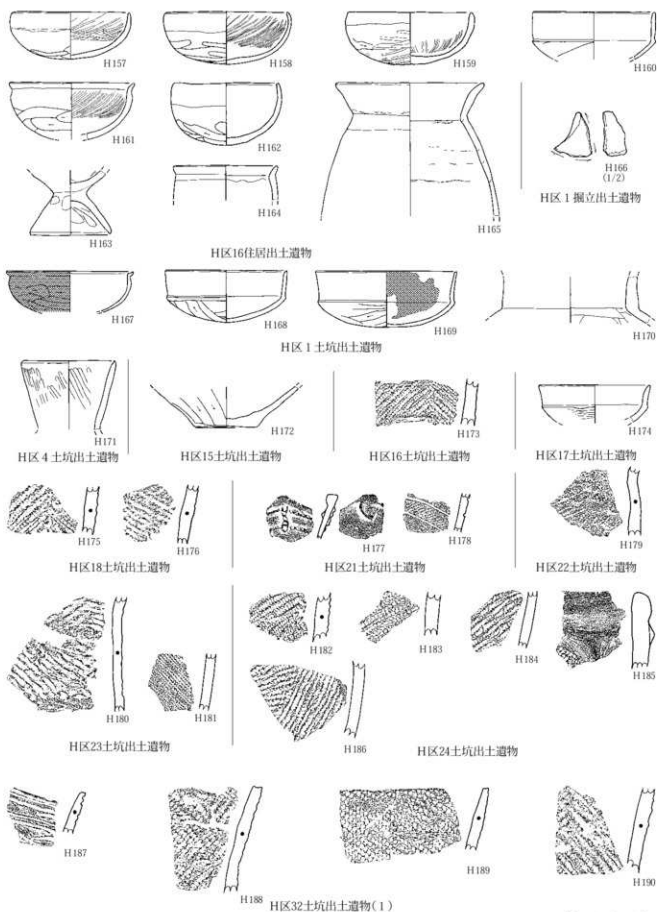 H157
H158
H159
H160
H161
H162
H163
H164
H165
H166
(1/2)
H区1掘立出土遺物
H区16住居出土遺物
H167
H168
H169
H170
H区1土坑出土遺物
H171
H区4土坑出土遺物
H172
H区15土坑出土遺物
H173
H区16土坑出土遺物
H174
H区17土坑出土遺物
H175
H176
H区18土坑出土遺物
H177
H178
H区21土坑出土遺物
H179
H区22土坑出土遺物
H180
H181
H区23土坑出土遺物
H182
H183
H184
H185
H186
H区24土坑出土遺物
H187
H188
H189
H190
H区32土坑出土遺物(1)